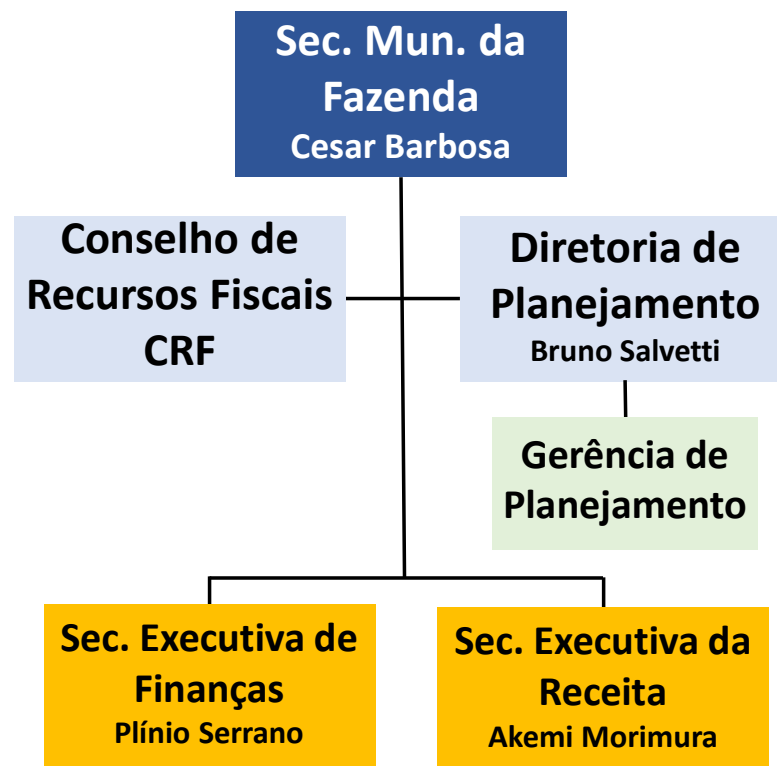 Sec. Mun. da
Fazenda
Cesar Barbosa
Conselho de
Recursos Fiscais
CRF
Diretoria de
Planejamento
Bruno Salvetti
Gerência de
Planejamento
Sec. Executiva de
Finanças
Plínio Serrano
Sec. Executiva da
Receita
Akemi Morimura